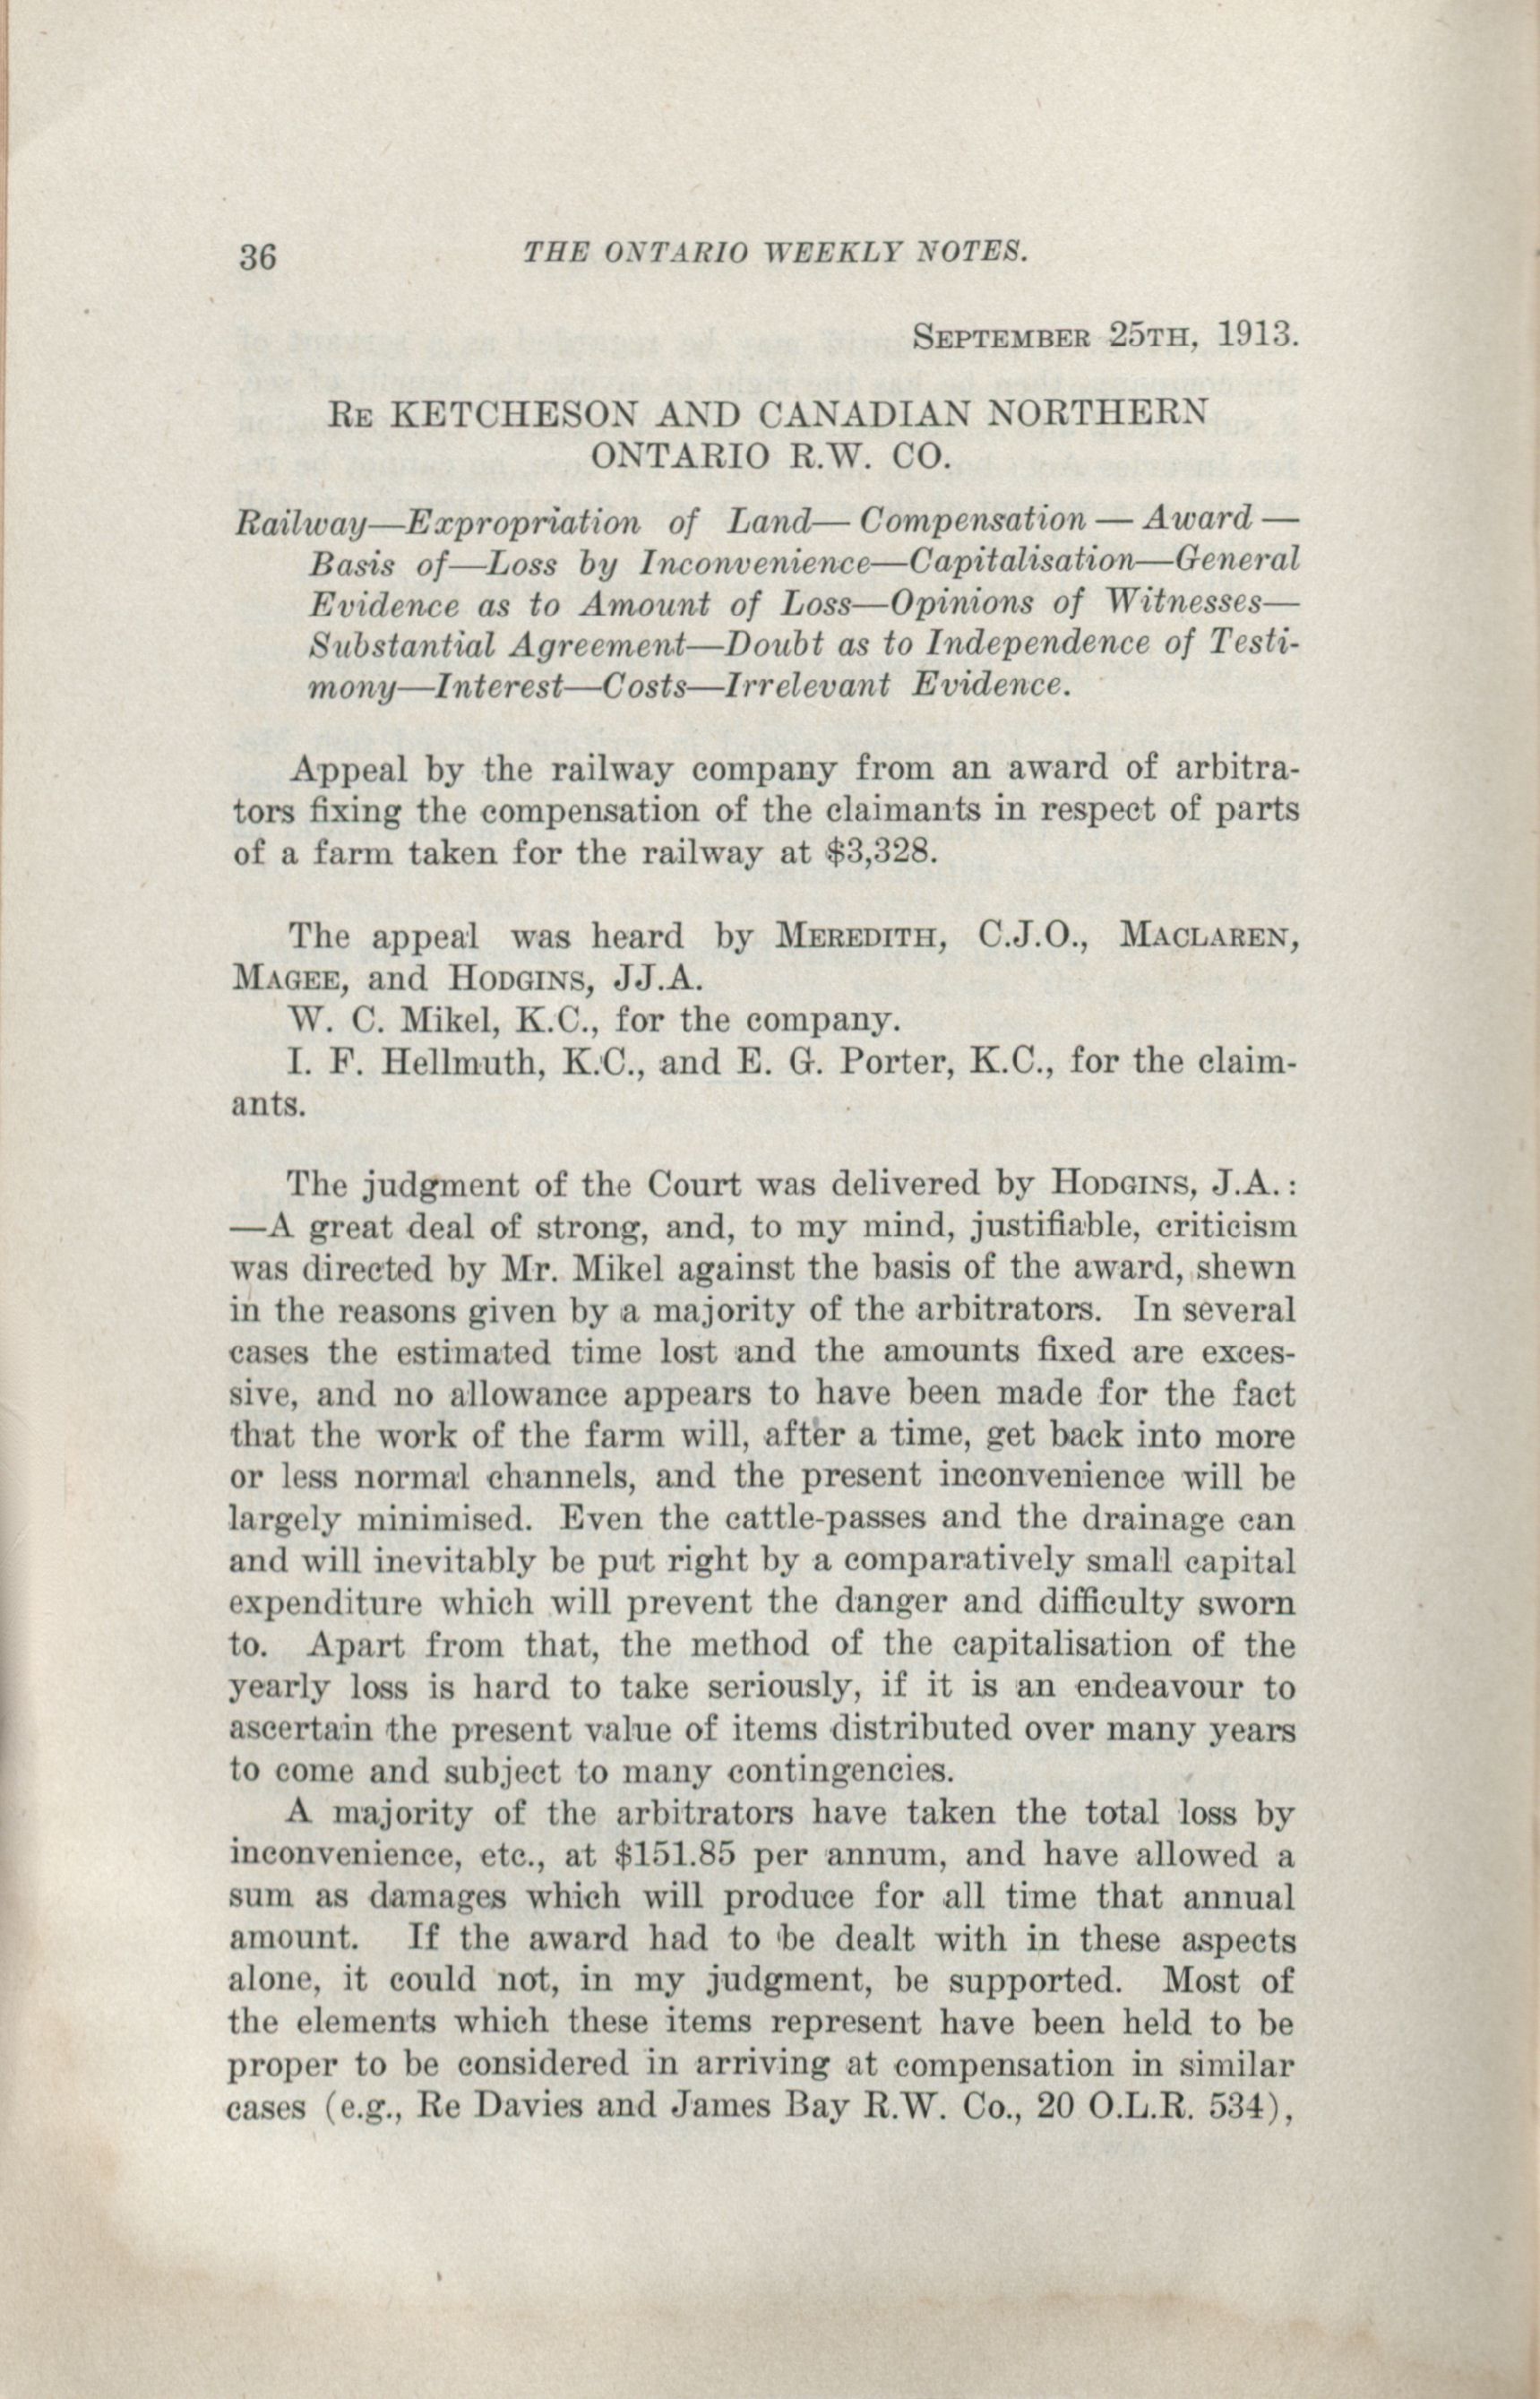 36
THE ONTARIO WEEKLY NOTES.
SEPTEMBER 25TH, 1913.
RE KETCHESON AND CANADIAN NORTHERN
ONTARIO R.W. CO.
Railway—Expropriation of Land— Compensation — Award —
Basis of—Loss by Inconvenience—Capitalisation—General
Evidence as to Amount of Loss—Opinions of Witnesses—
Substantial Agreement—Doubt as to Independence of Testi-
mony—Interest—Costs—Irrelevant Evidence.
Appeal by the railway company from an award of arbitra-
tors fixing the compensation of the claimants in respect of parts
of a farm taken for the railway at $3,328.
The appeal was heard by MEREDITH, C.J.O., MACLAREN,
MAGEE, and HODGINS, JJ.A.
W. C. Mikel, K.C., for the company.
I. F. Hellmuth, K.C., and E. G. Porter, K.C., for the claim-
ants.
The judgment of the Court was delivered by HODGINS, J.A.:
—A great deal of strong, and, to my mind, justifiable, criticism
was directed by Mr. Mikel against the basis of the award, shewn
in the reasons given by a majority of the arbitrators. In several
cases the estimated time lost and the amounts fixed are exces-
sive, and no allowance appears to have been made for the fact
that the work of the farm will, after a time, get back into more
or less normal channels, and the present inconvenience will be
largely minimised. Even the cattle-passes and the drainage can
and will inevitably be put right by a comparatively small capital
expenditure which will prevent the danger and difficulty sworn
to. Apart from that, the method of the capitalisation of the
yearly loss is hard to take seriously, if it is an endeavour to
ascertain the present value of items distributed over many years
to come and subject to many contingencies.
A majority of the arbitrators have taken the total loss by
inconvenience, etc., at $151.85 per annum, and have allowed a
sum as damages which will produce for all time that annual
amount. If the award had to be dealt with in these aspects
alone, it could not, in my judgment, be supported. Most of
the elements which these items represent have been held to be
proper to be considered in arriving at compensation in similar
cases (e.g., Re Davies and James Bay R.W. Co., 20 O.L.R. 534),